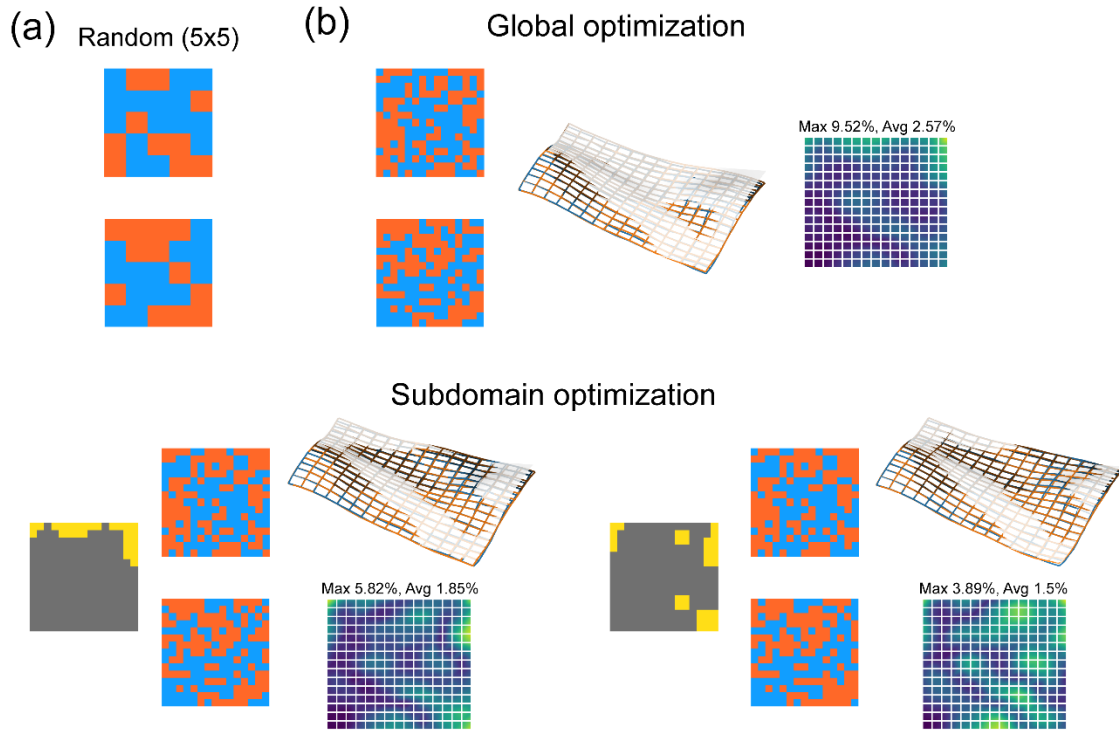 (a)
Random (5x5)
(b)
Global optimization
Max 9.52%, Avg 2.57%
Subdomain optimization
Max 5.82%, Avg 1.85%
Max 3.89%, Avg 1.5%